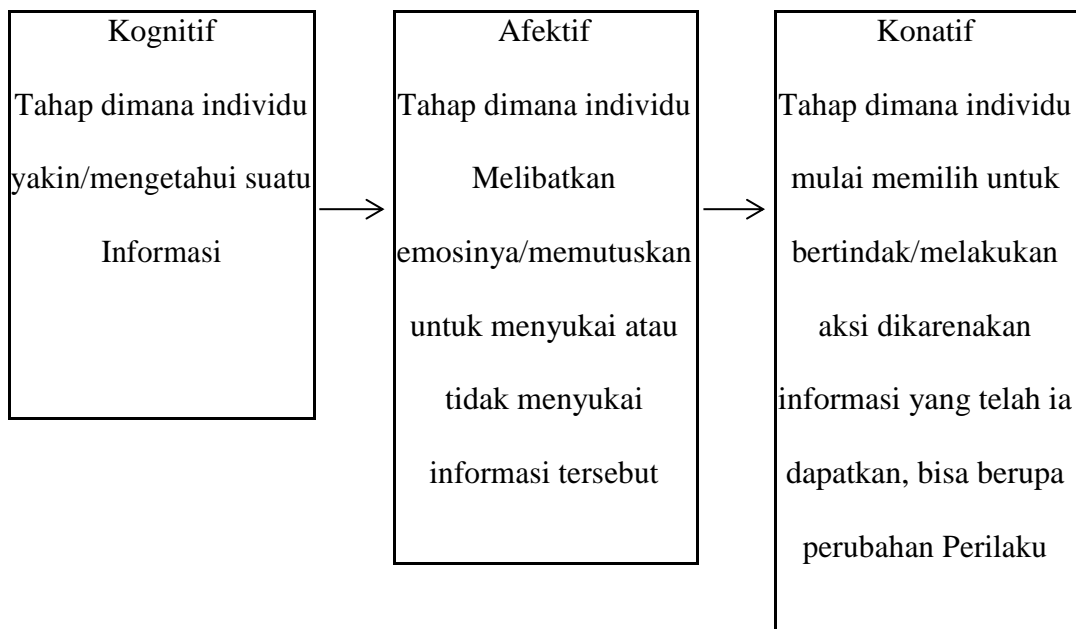 Kognitif
Tahap dimana individu
yakin/mengetahui suatu
Informasi
Afektif
Tahap dimana individu
Melibatkan
emosinya/memutuskan
untuk menyukai atau
tidak menyukai
informasi tersebut
Konatif
Tahap dimana individu
mulai memilih untuk
bertindak/melakukan
aksi dikarenakan
informasi yang telah ia
dapatkan, bisa berupa
perubahan Perilaku